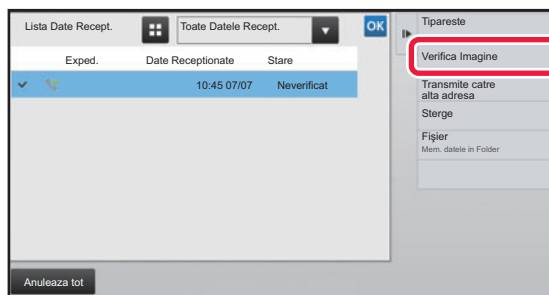 Lista Date Recept.
Toate Datele Recept.
OK
Exped.
Date Receptionate
Stare
10:45 07/07
Neverificat
Anuleaza tot
Tipareste
Verifica Imagine
Transmite catre
alta adresa
Sterge
Fişier
Mem. datele in Folder